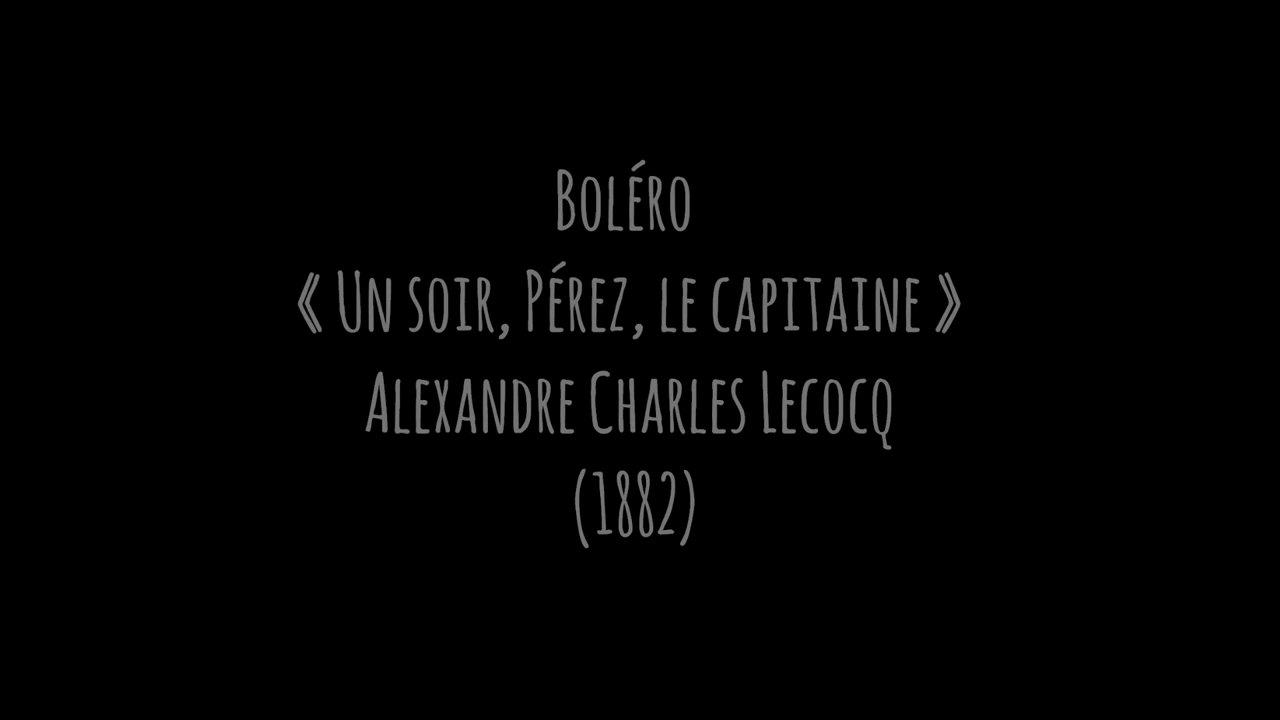 Boléro
« Un soir, Pérez, le capitaine »
Alexandre Charles Lecocq
(1882)